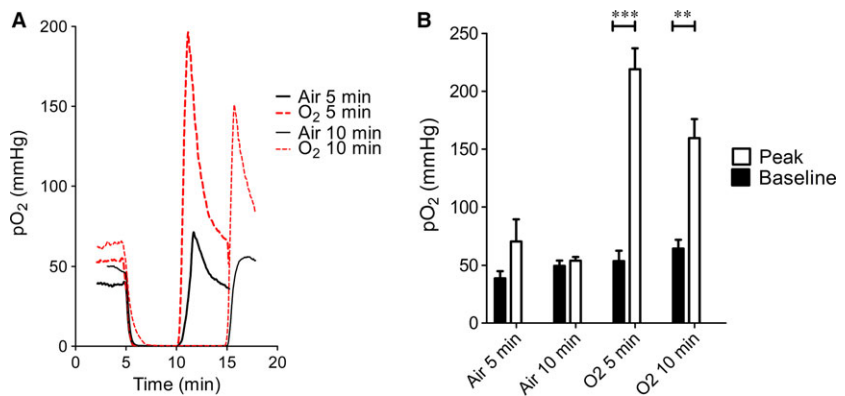 A
pO₂ (mmHg)
200
150
100
50
0
0 5 10 15 20
Time (min)
Air 5 min
O₂ 5 min
Air 10 min
O₂ 10 min
B
pO₂ (mmHg)
250
200
150
100
50
0
*** **
Air 5 min
Air 10 min
O2 5 min
O2 10 min
Peak
Baseline